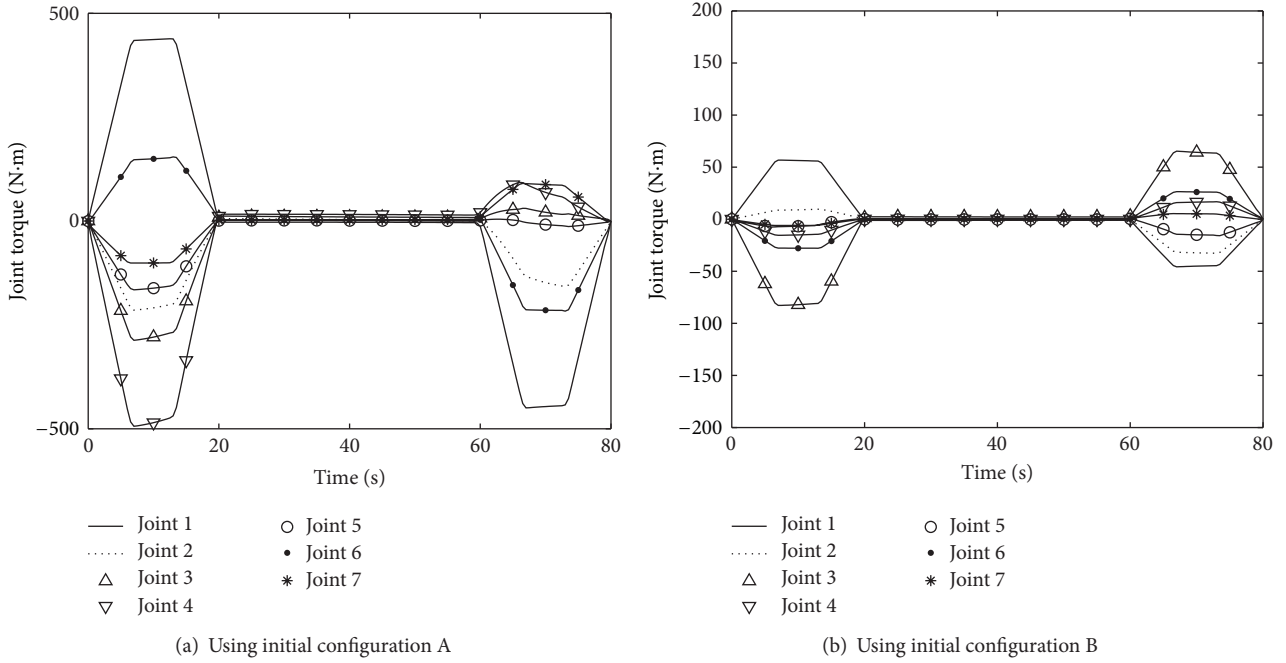 500
0
−500
Joint torque (N·m)
0
20
40
60
80
Time (s)
Joint 1
Joint 2
Joint 3
Joint 4
Joint 5
Joint 6
Joint 7
(a) Using initial configuration A
200
150
100
50
0
−50
−100
−150
−200
Joint torque (N·m)
0
20
40
60
80
Time (s)
Joint 1
Joint 2
Joint 3
Joint 4
Joint 5
Joint 6
Joint 7
(b) Using initial configuration B